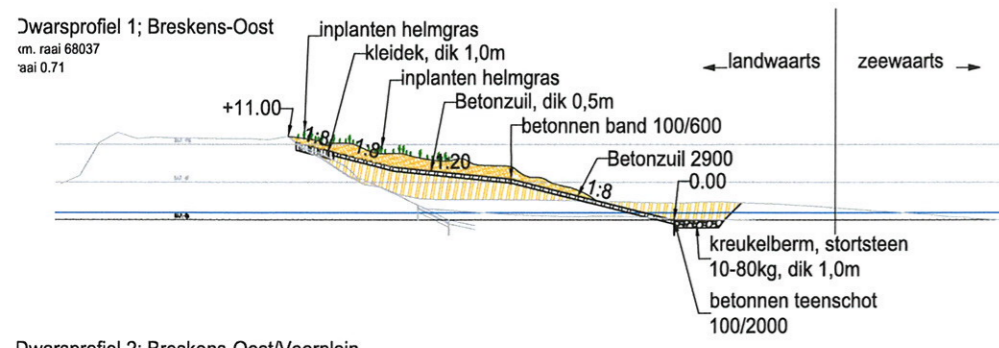 Dwarsprofiel 1; Breskens-Oost
km. raai 68037
raai 0.71
inplanten helmgras
kleidek, dik 1,0m
inplanten helmgras
Betonzuil, dik 0,5m
betonnen band 100/600
+11.00
landwaarts
zeewaarts
1:8
1:8
1:20
Betonzuil 2900
1:8
0.00
kreukelberm, stortsteen
10-80kg, dik 1,0m
betonnen teenschot
100/2000
Dwarsprofiel 2; Breskens-Oost/Veerplein